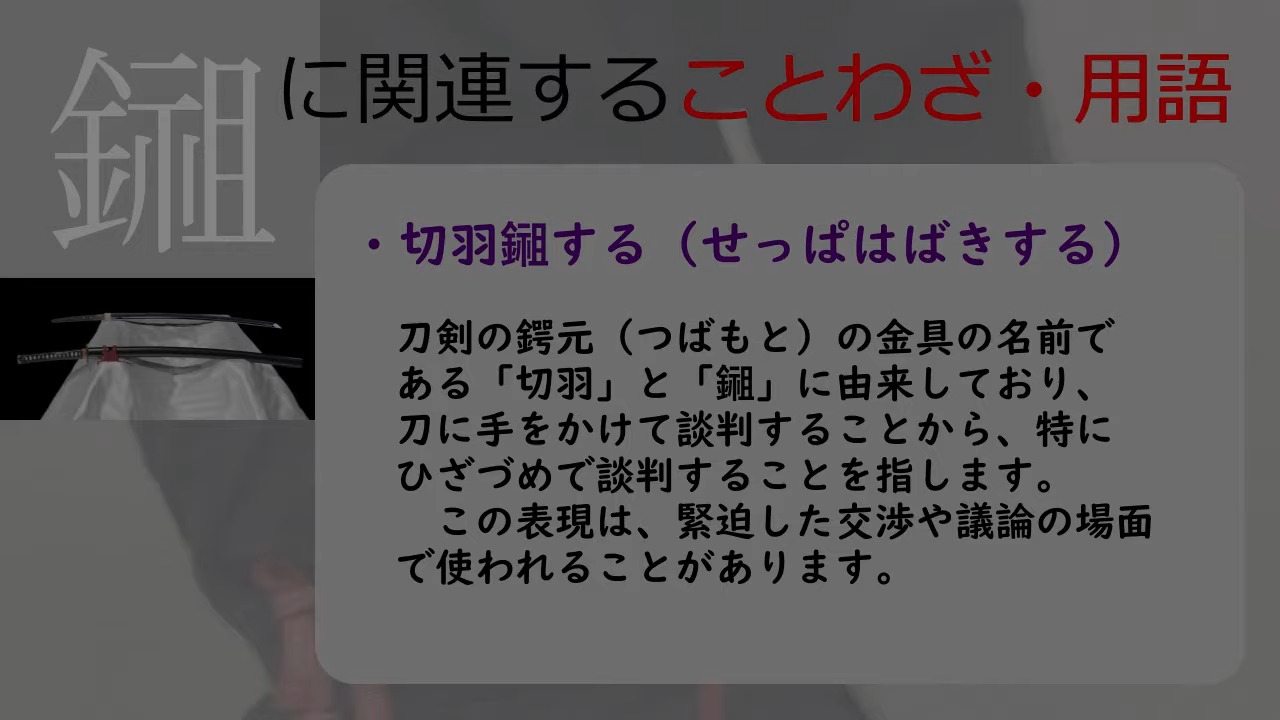 鎺に関連することわざ・用語
・切羽鎺する（せっぱはばきする）
刀剣の鍔元（つばもと）の金具の名前で
ある「切羽」と「鎺」に由来しており、
刀に手をかけて談判することから、特に
ひざづめで談判することを指します。
この表現は、緊迫した交渉や議論の場面
で使われることがあります。